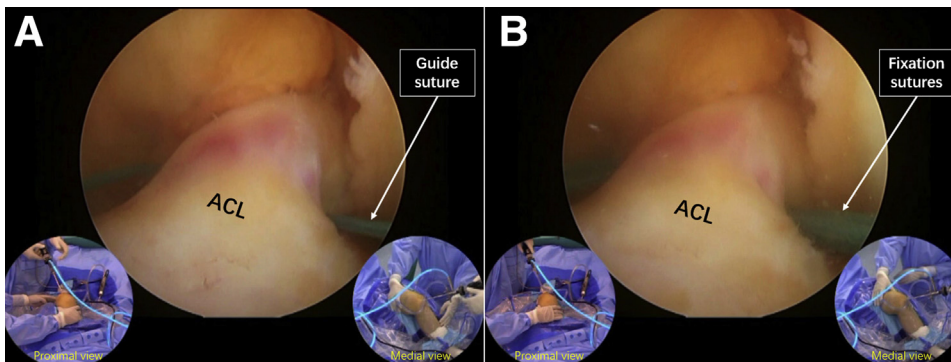 A
Guide
suture
ACL
Proximal view
Medial view
B
Fixation
sutures
ACL
Proximal view
Medial view